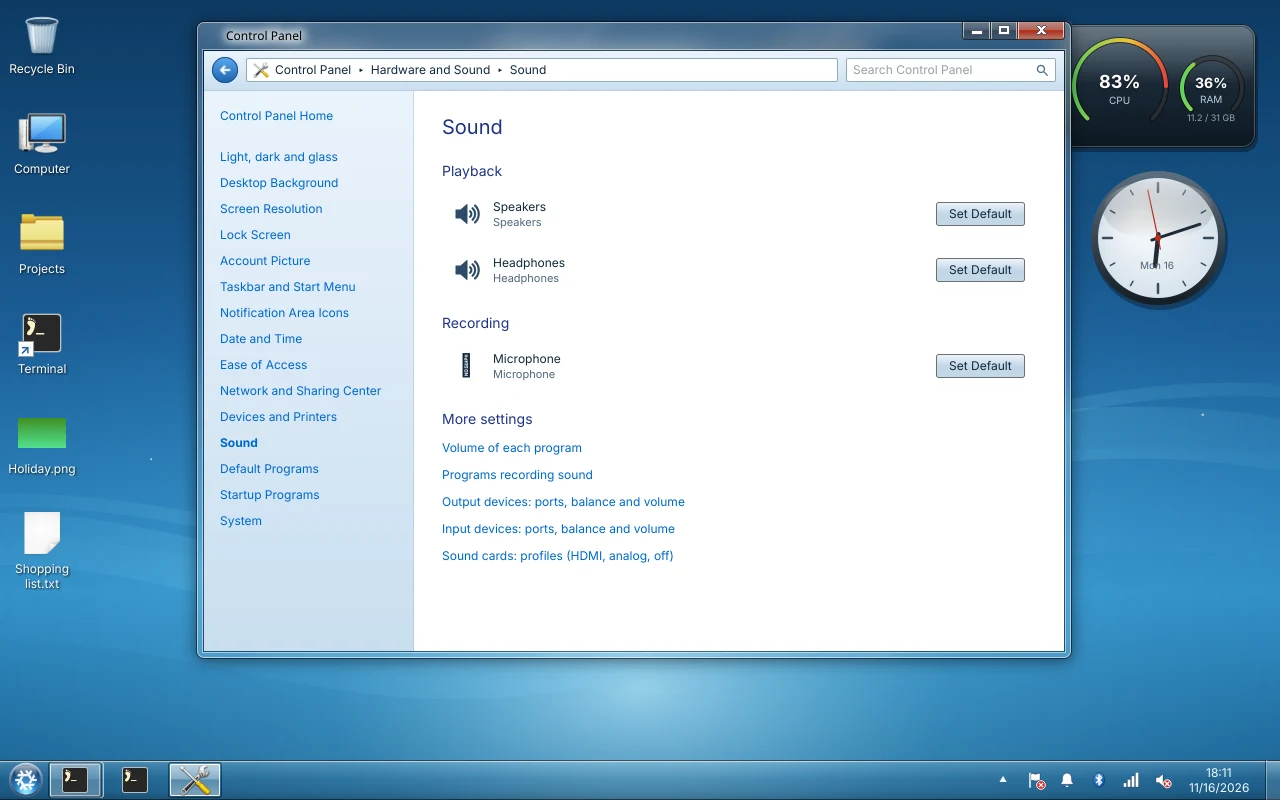 Recycle Bin
Computer
Projects
Terminal
Holiday.png
Shopping
list.txt
Control Panel
Control Panel ▸ Hardware and Sound ▸ Sound
Search Control Panel
Control Panel Home
Light, dark and glass
Desktop Background
Screen Resolution
Lock Screen
Account Picture
Taskbar and Start Menu
Notification Area Icons
Date and Time
Ease of Access
Network and Sharing Center
Devices and Printers
Sound
Default Programs
Startup Programs
System
Sound
Playback
Speakers
Speakers
Set Default
Headphones
Headphones
Set Default
Recording
Microphone
Microphone
Set Default
More settings
Volume of each program
Programs recording sound
Output devices: ports, balance and volume
Input devices: ports, balance and volume
Sound cards: profiles (HDMI, analog, off)
83%
CPU
36%
RAM
11.2 / 31 GB
Mon 16
18:11
11/16/2026